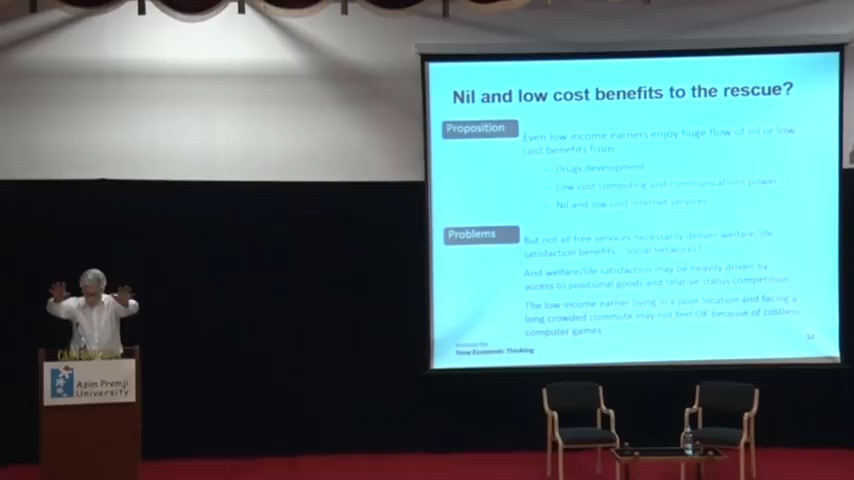 Nil and low cost benefits to the rescue?
Proposition
Even low income earners enjoy huge flow of nil or low
cost benefits from
– Drugs development
– Low cost computing and communications power
– Nil and low cost internet services
Problems
But not all free services necessarily deliver welfare/life
satisfaction benefits - social networks?
And welfare/life satisfaction may be heavily driven by
access to positional goods and relative status competition
The low income earner living in a poor location and facing a
long crowded commute may not feel OK because of costless
computer games
Institute for
New Economic Thinking
Azim Premji
University